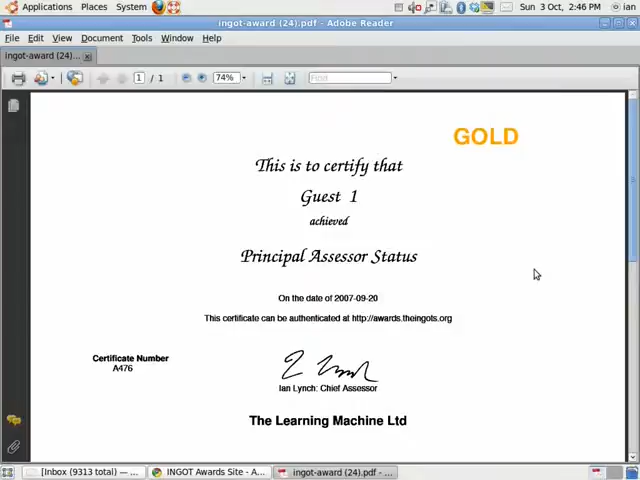 Applications Places System Sun 3 Oct, 2:46 PM ian
ingot-award (24).pdf - Adobe Reader
File Edit View Document Tools Window Help
ingot-award (24)...
1 / 1 74% Find
GOLD
This is to certify that
Guest 1
achieved
Principal Assessor Status
On the date of 2007-09-20
This certificate can be authenticated at http://awards.theingots.org
Certificate Number
A476
Ian Lynch: Chief Assessor
The Learning Machine Ltd
[Inbox (9313 total) — ... INGOT Awards Site - A... ingot-award (24).pdf - ...